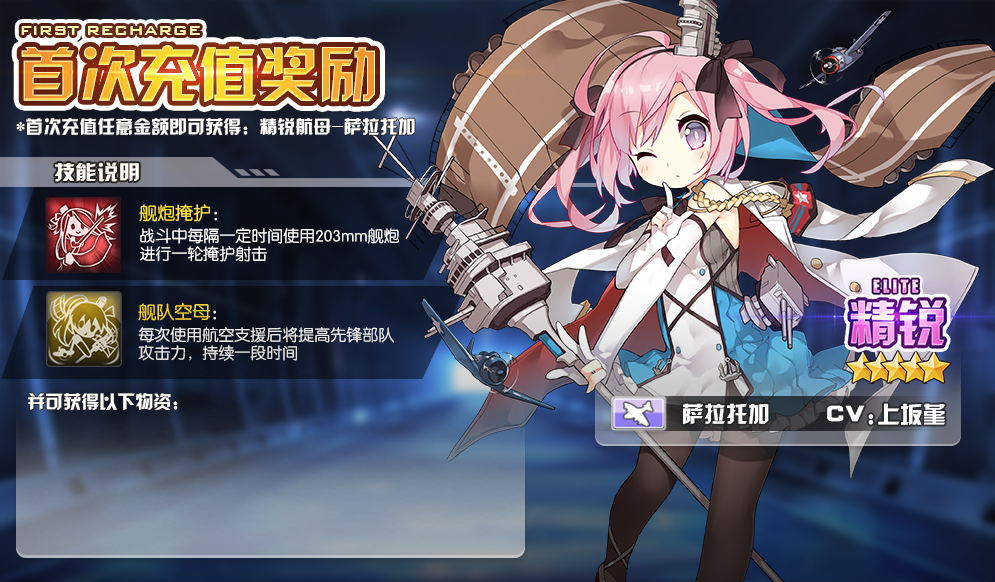 FIRST RECHARGE
首次充值奖励
*首次充值任意金额即可获得：精锐航母-萨拉托加
技能说明
舰炮掩护：
战斗中每隔一定时间使用203mm舰炮
进行一轮掩护射击
舰队空母：
每次使用航空支援后将提高先锋部队
攻击力，持续一段时间
并可获得以下物资：
ELITE
精锐
萨拉托加 CV：上坂堇